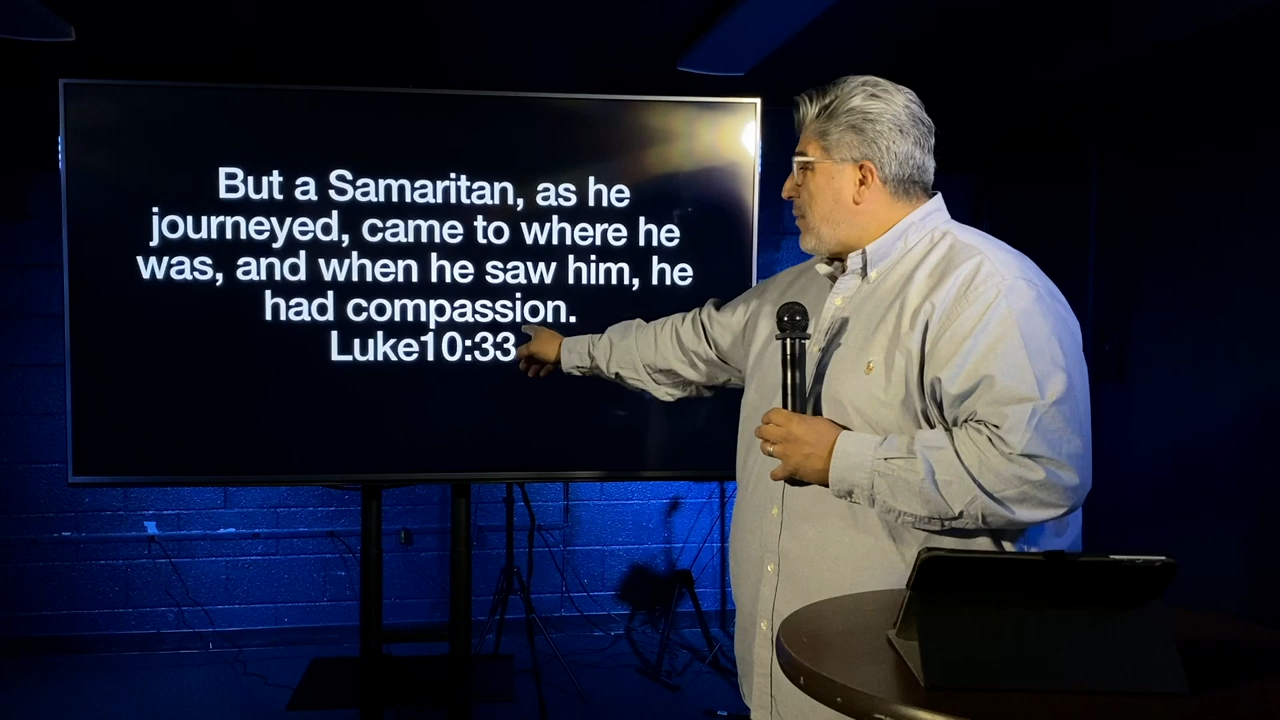 But a Samaritan, as he
journeyed, came to where he
was, and when he saw him, he
had compassion.
Luke10:33